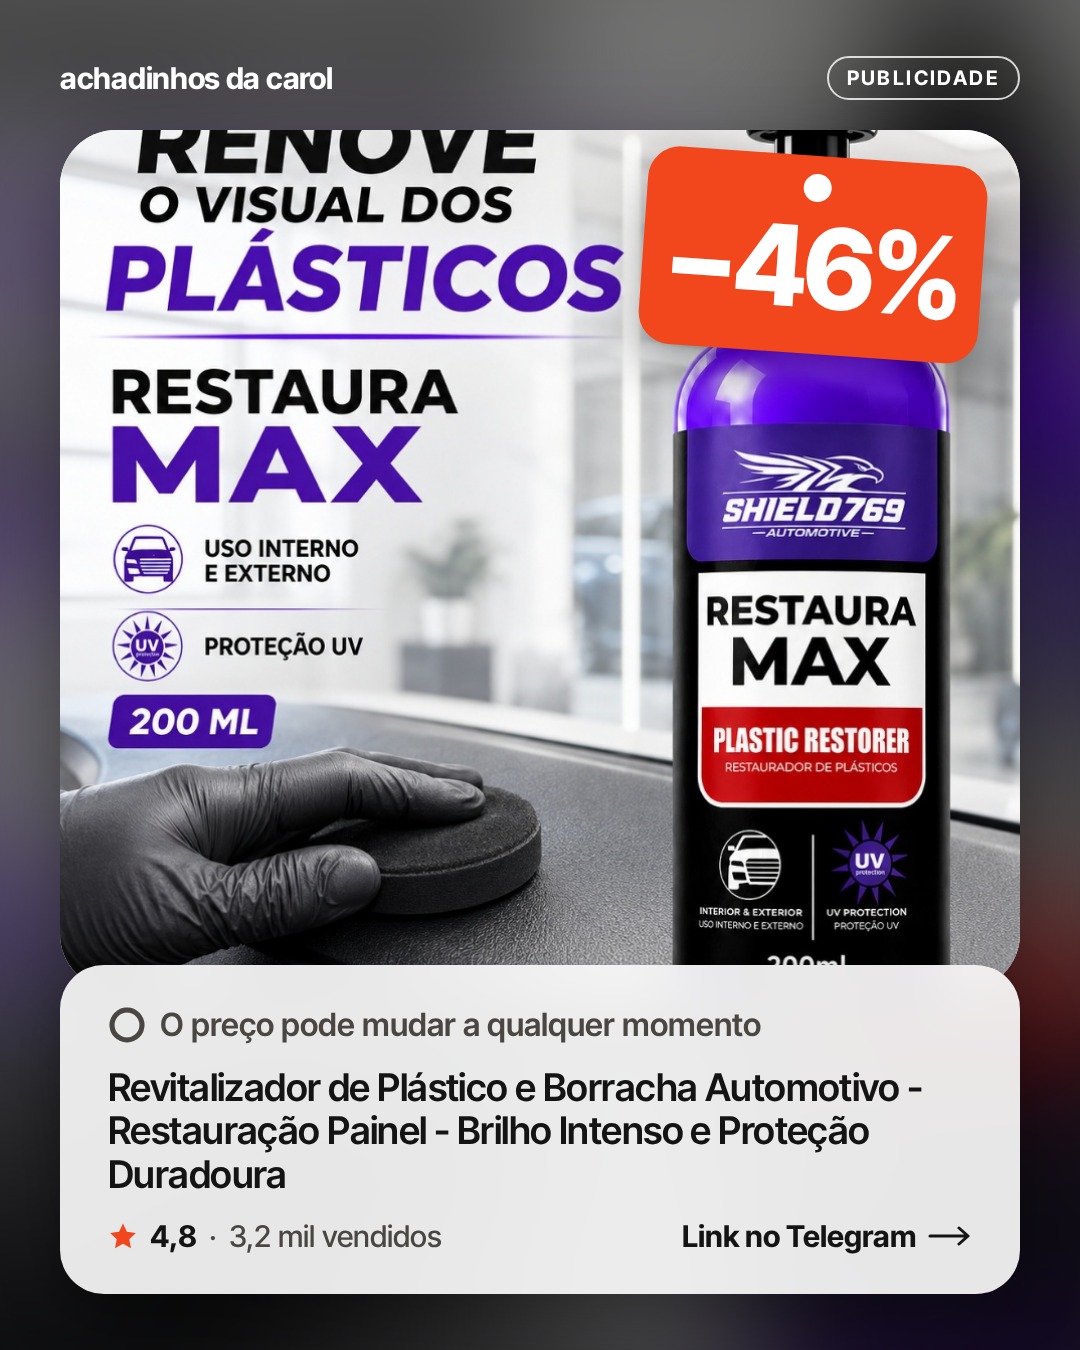 achadinhos da carol
PUBLICIDADE
RENOVE
O VISUAL DOS
PLÁSTICOS
RESTAURA
MAX
USO INTERNO
E EXTERNO
UV
protection
PROTEÇÃO UV
200 ML
–46%
SHIELD769
AUTOMOTIVE
RESTAURA
MAX
PLASTIC RESTORER
RESTAURADOR DE PLÁSTICOS
UV
protection
INTERIOR & EXTERIOR
USO INTERNO E EXTERNO
UV PROTECTION
PROTEÇÃO UV
200ml
O preço pode mudar a qualquer momento
Revitalizador de Plástico e Borracha Automotivo -
Restauração Painel - Brilho Intenso e Proteção
Duradoura
4,8 · 3,2 mil vendidos
Link no Telegram →